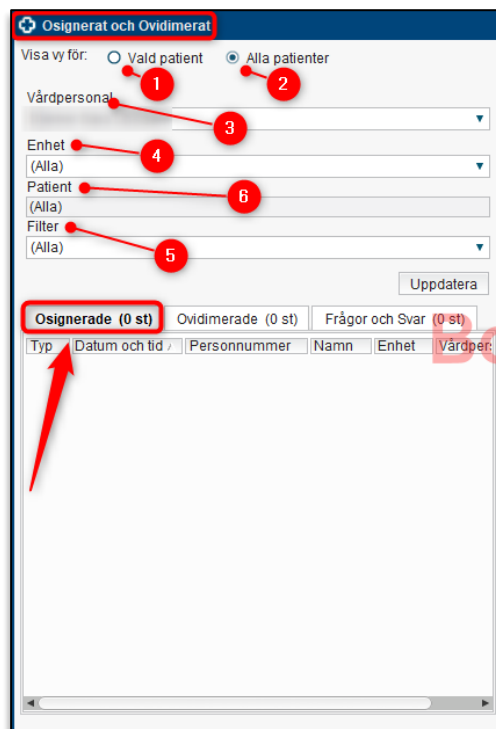 Osignerat och Ovidimerat
Visa vy för: Vald patient Alla patienter
1 2
Vårdpersonal
3
Enhet
4
(Alla)
Patient
6
(Alla)
Filter
(Alla)
5
Uppdatera
Osignerade (0 st) Ovidimerade (0 st) Frågor och Svar (0 st)
Typ Datum och tid / Personnummer Namn Enhet Vårdper